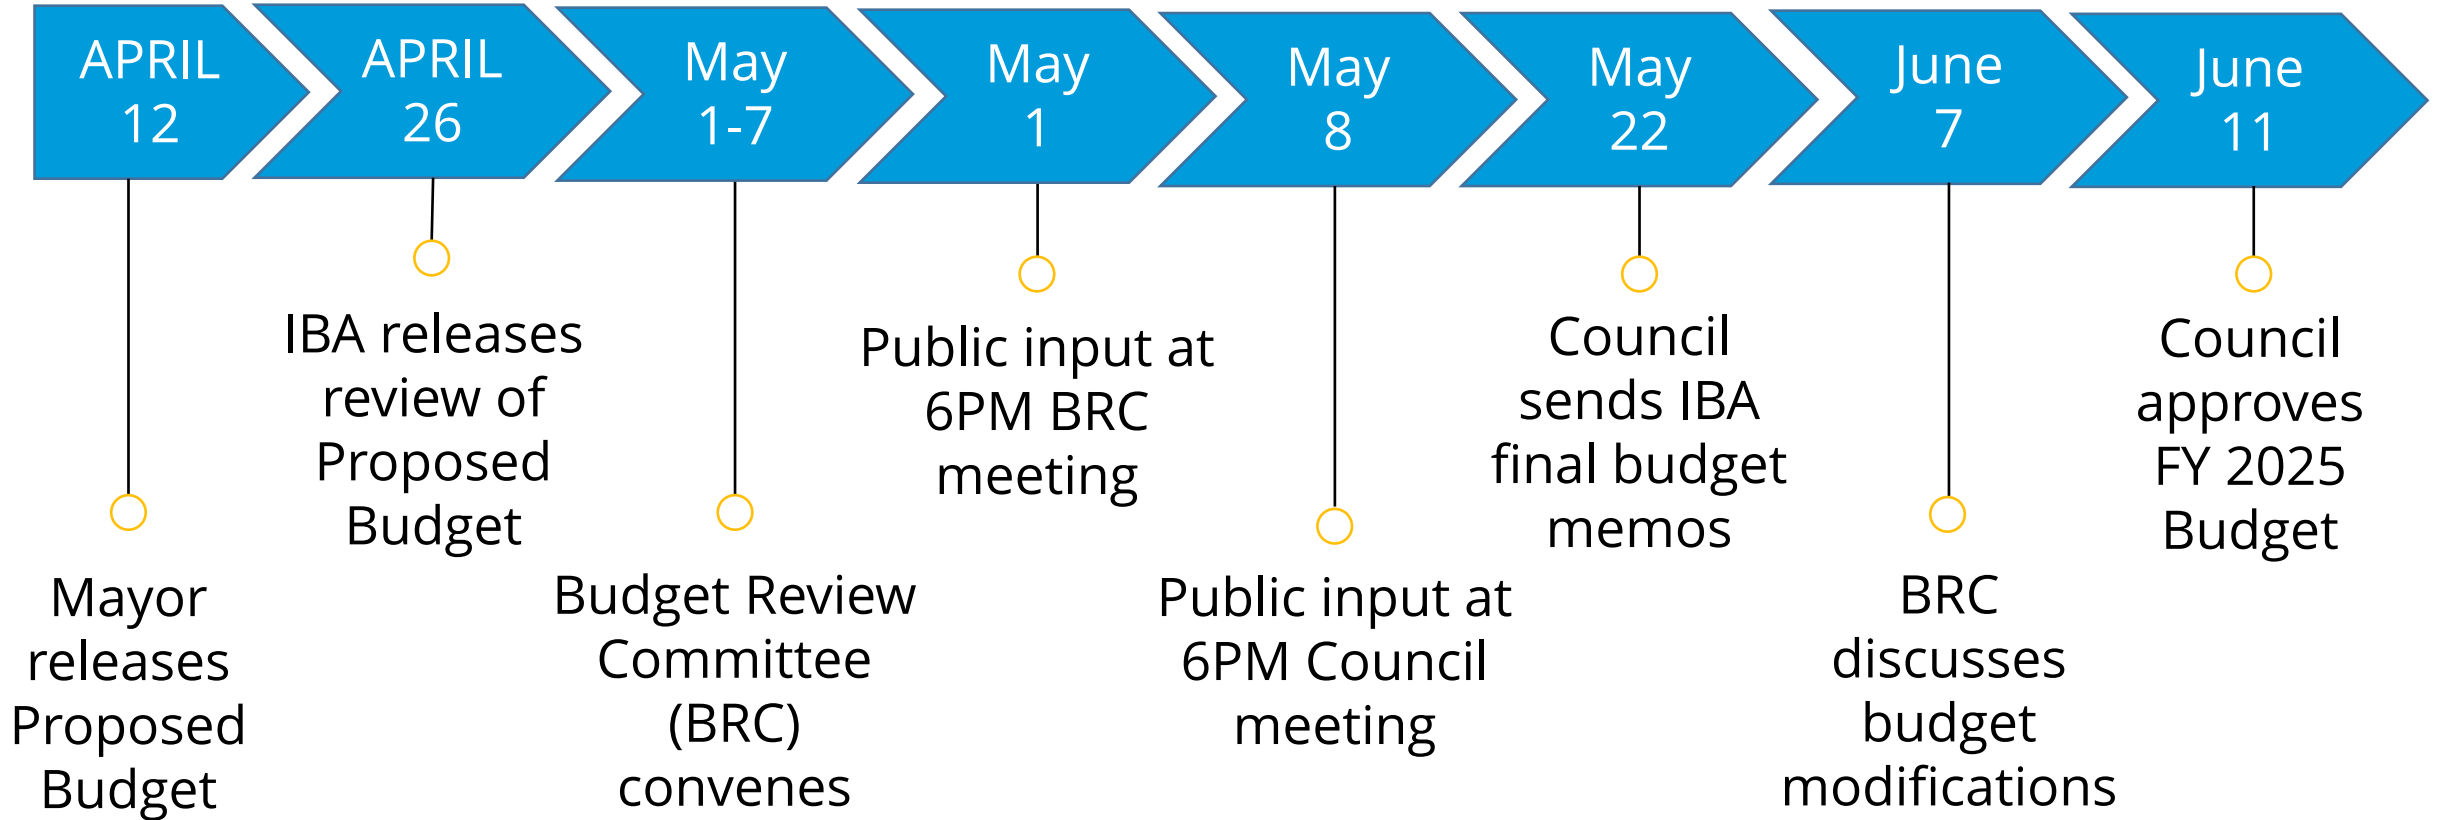 APRIL
12
APRIL
26
May
1-7
May
1
May
8
May
22
June
7
June
11
Mayor
releases
Proposed
Budget
IBA releases
review of
Proposed
Budget
Budget Review
Committee
(BRC)
convenes
Public input at
6PM BRC
meeting
Public input at
6PM Council
meeting
Council
sends IBA
final budget
memos
BRC
discusses
budget
modifications
Council
approves
FY 2025
Budget